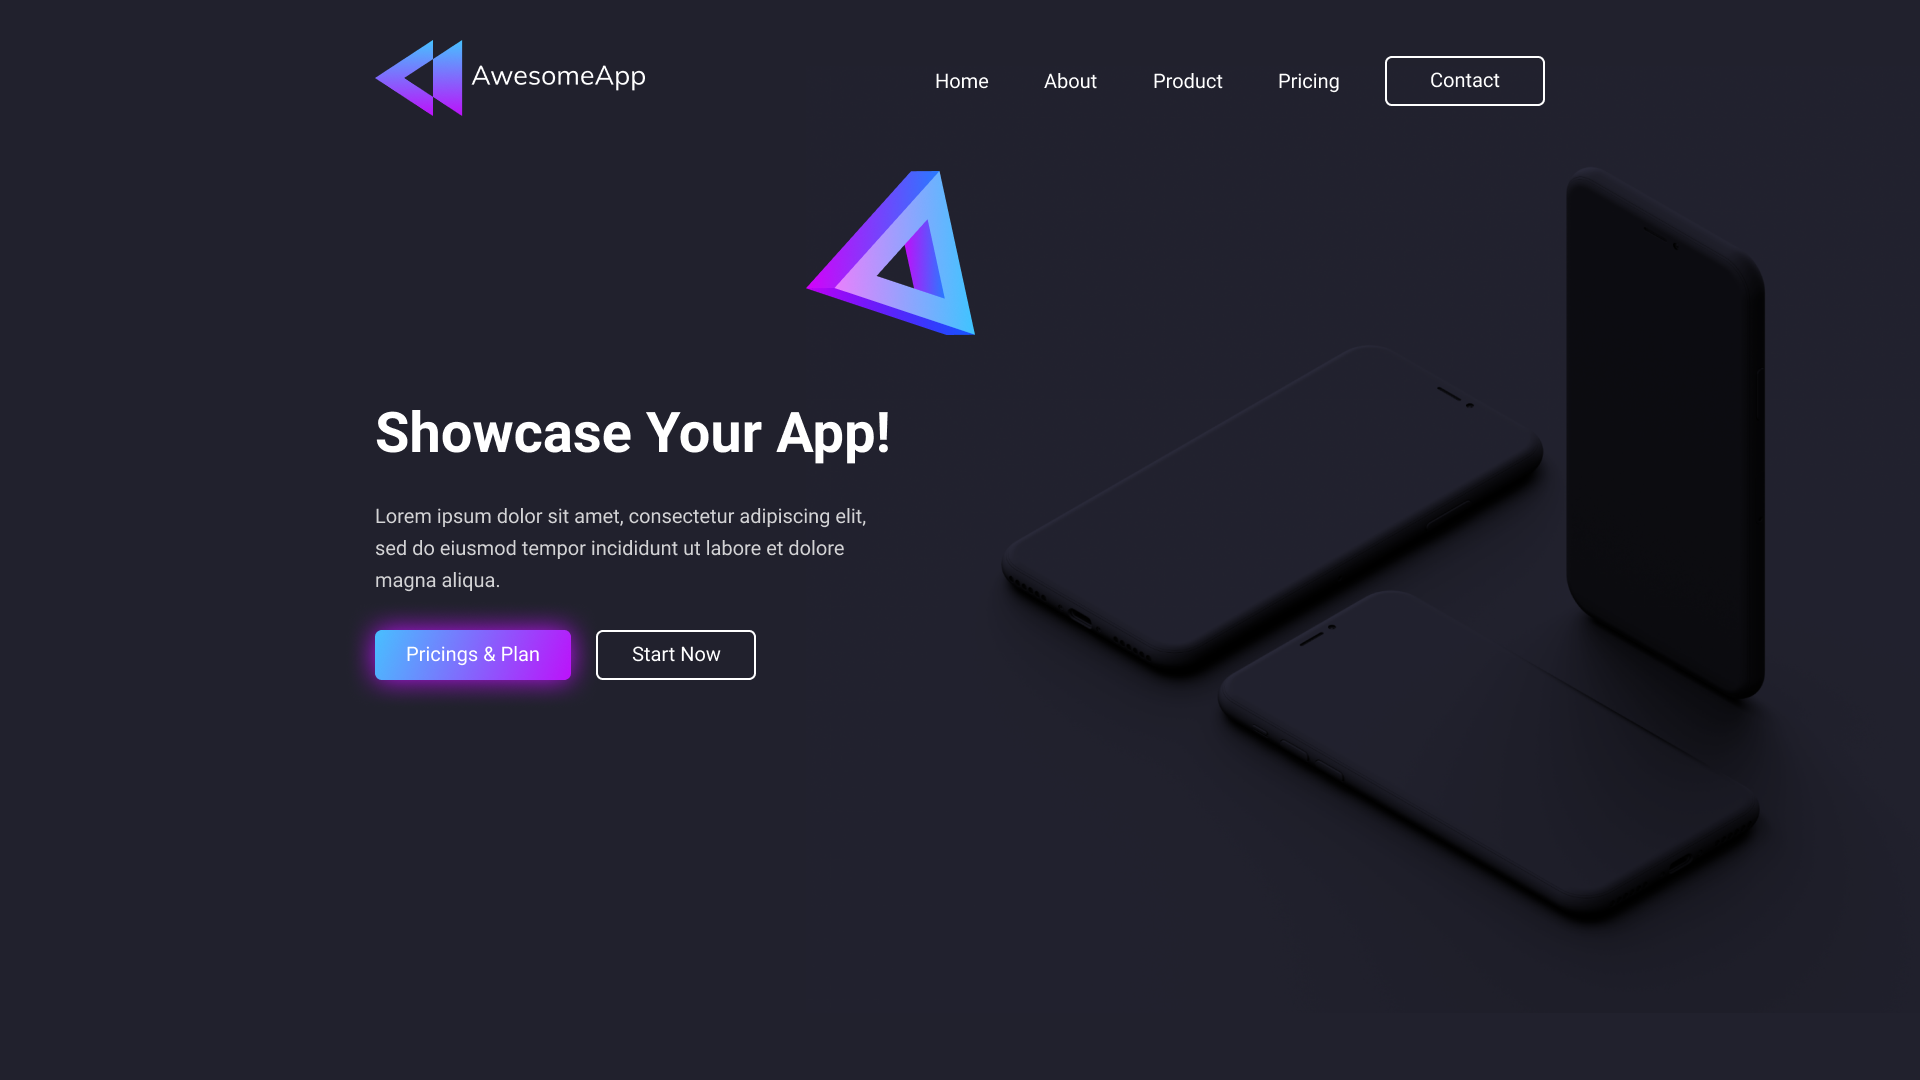 AwesomeApp
Home
About
Product
Pricing
Contact
Showcase Your App!
Lorem ipsum dolor sit amet, consectetur adipiscing elit,
sed do eiusmod tempor incididunt ut labore et dolore
magna aliqua.
Pricings & Plan
Start Now